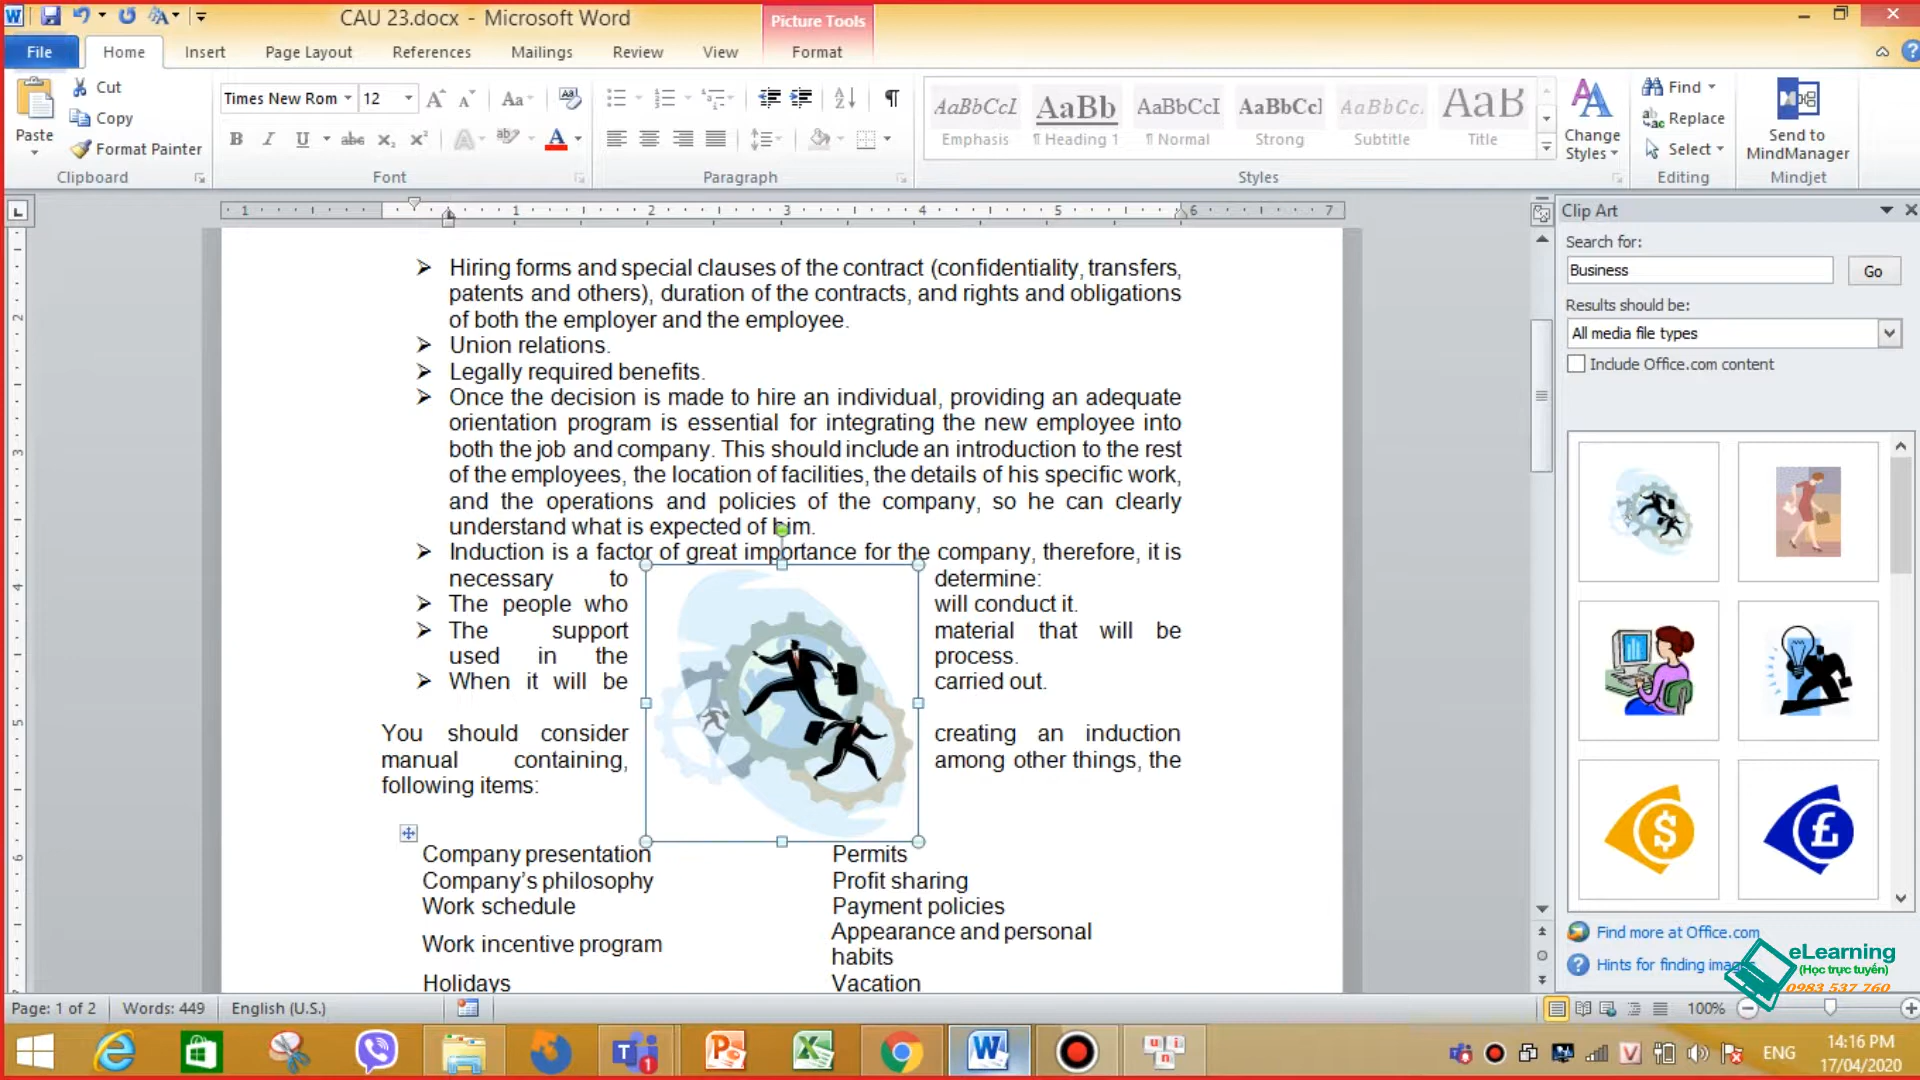 CAU 23.docx - Microsoft Word
Picture Tools
File
Home
Insert
Page Layout
References
Mailings
Review
View
Format
Paste
Cut
Copy
Format Painter
Clipboard
Times New Rom
12
Font
Paragraph
AaBbCcI
Emphasis
AaBb
¶ Heading 1
AaBbCcI
¶ Normal
AaBbCcI
Strong
AaBbCc.
Subtitle
AaB
Title
Change
Styles
Styles
Find
Replace
Select
Editing
Send to
MindManager
Mindjet
1 1 2 3 4 5 6 7
Hiring forms and special clauses of the contract (confidentiality, transfers,
patents and others), duration of the contracts, and rights and obligations
of both the employer and the employee.
Union relations.
Legally required benefits.
Once the decision is made to hire an individual, providing an adequate
orientation program is essential for integrating the new employee into
both the job and company. This should include an introduction to the rest
of the employees, the location of facilities, the details of his specific work,
and the operations and policies of the company, so he can clearly
understand what is expected of him.
Induction is a factor of great importance for the company, therefore, it is
necessary to determine:
The people who will conduct it.
The support material that will be
used in the process.
When it will be carried out.
You should consider creating an induction
manual containing, among other things, the
following items:
Company presentation Permits
Company's philosophy Profit sharing
Work schedule Payment policies
Work incentive program Appearance and personal
habits
Holidays Vacation
Clip Art
Search for:
Business
Go
Results should be:
All media file types
Include Office.com content
$ £
Find more at Office.com
Hints for finding
eLearning
(Học trực tuyến)
0983 537 760
Page: 1 of 2
Words: 449
English (U.S.)
100%
ENG
14:16 PM
17/04/2020